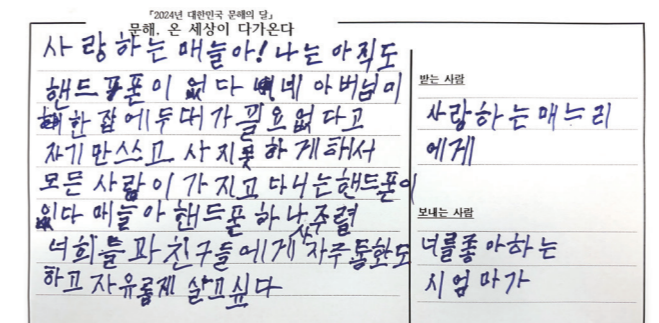 『2024년 대한민국 문해의 달』
문해, 온 세상이 다가온다
사랑하는 매늘아! 나는 아직도
핸드폰이 없다 네 아버님이
한집에 두대가 필요없다고
자기만 쓰고 사지못하게해서
모든 사람이 가지고 다니는 핸드폰이
없다 매늘아 핸드폰 하나 사주렴
너희들과 친구들에게 자주통화도
하고 자유롭게 살고싶다
받는 사람
사랑하는 매느리
에게
보내는 사람
너를좋아하는
시엄마가